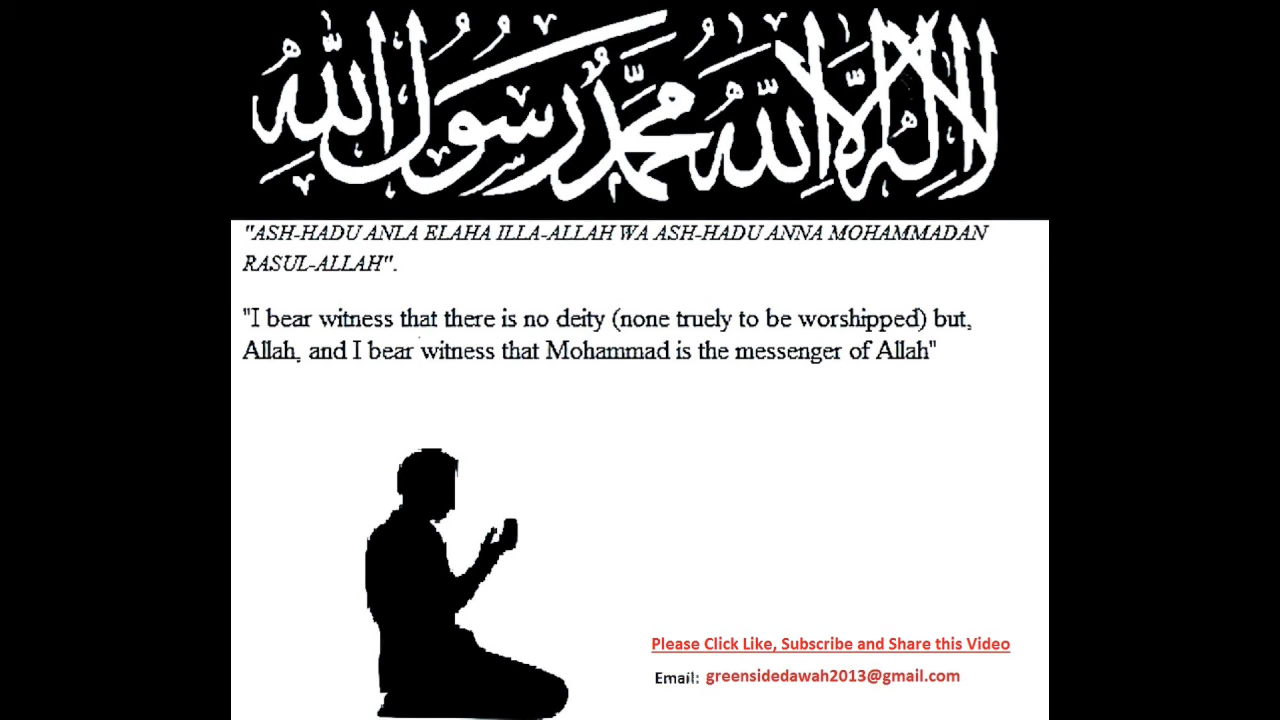 لا إله إلا الله محمد رسول الله
"ASH-HADU ANLA ELAHA ILLA-ALLAH WA ASH-HADU ANNA MOHAMMADAN
RASUL-ALLAH".
"I bear witness that there is no deity (none truely to be worshipped) but,
Allah, and I bear witness that Mohammad is the messenger of Allah"
Please Click Like, Subscribe and Share this Video
Email: greensidedawah2013@gmail.com